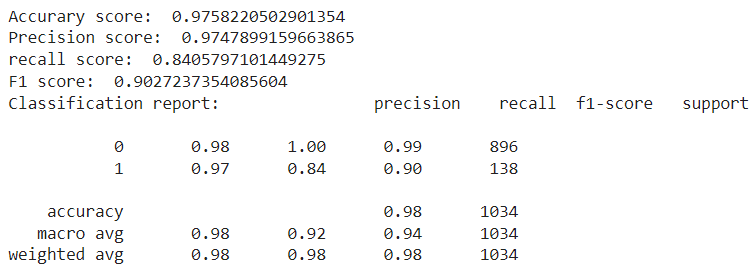 Accurary score:  0.9758220502901354
Precision score:  0.9747899159663865
recall score:  0.8405797101449275
F1 score:  0.9027237354085604
Classification report:               precision    recall  f1-score   support
0       0.98      1.00      0.99       896
1       0.97      0.84      0.90       138
accuracy                           0.98      1034
macro avg       0.98      0.92      0.94      1034
weighted avg       0.98      0.98      0.98      1034